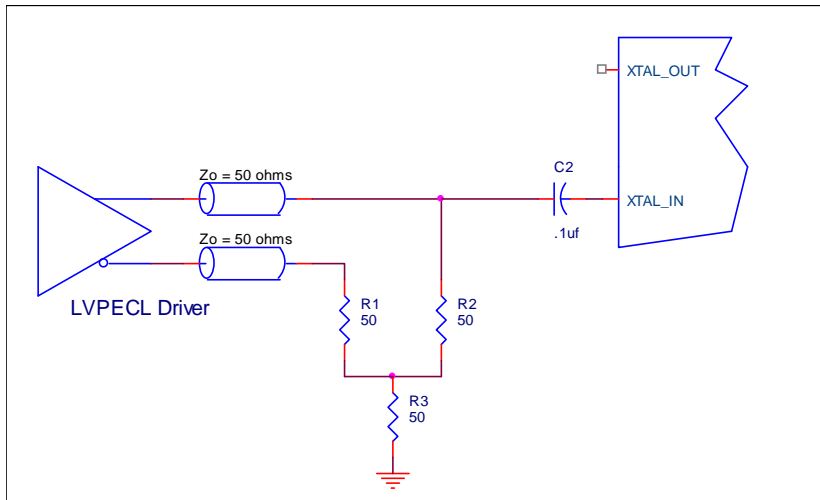 XTAL_OUT
Zo = 50 ohms
C2
XTAL_IN
.1uf
Zo = 50 ohms
LVPECL Driver
R1
50
R2
50
R3
50